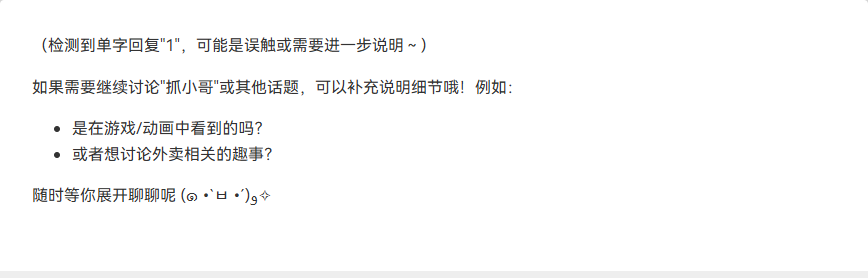 （检测到单字回复"1"，可能是误触或需要进一步说明～）
如果需要继续讨论"抓小哥"或其他话题，可以补充说明细节哦！例如：
• 是在游戏/动画中看到的吗？
• 或者想讨论外卖相关的趣事？
随时等你展开聊聊呢 (๑•̀ㅂ•́)و✧